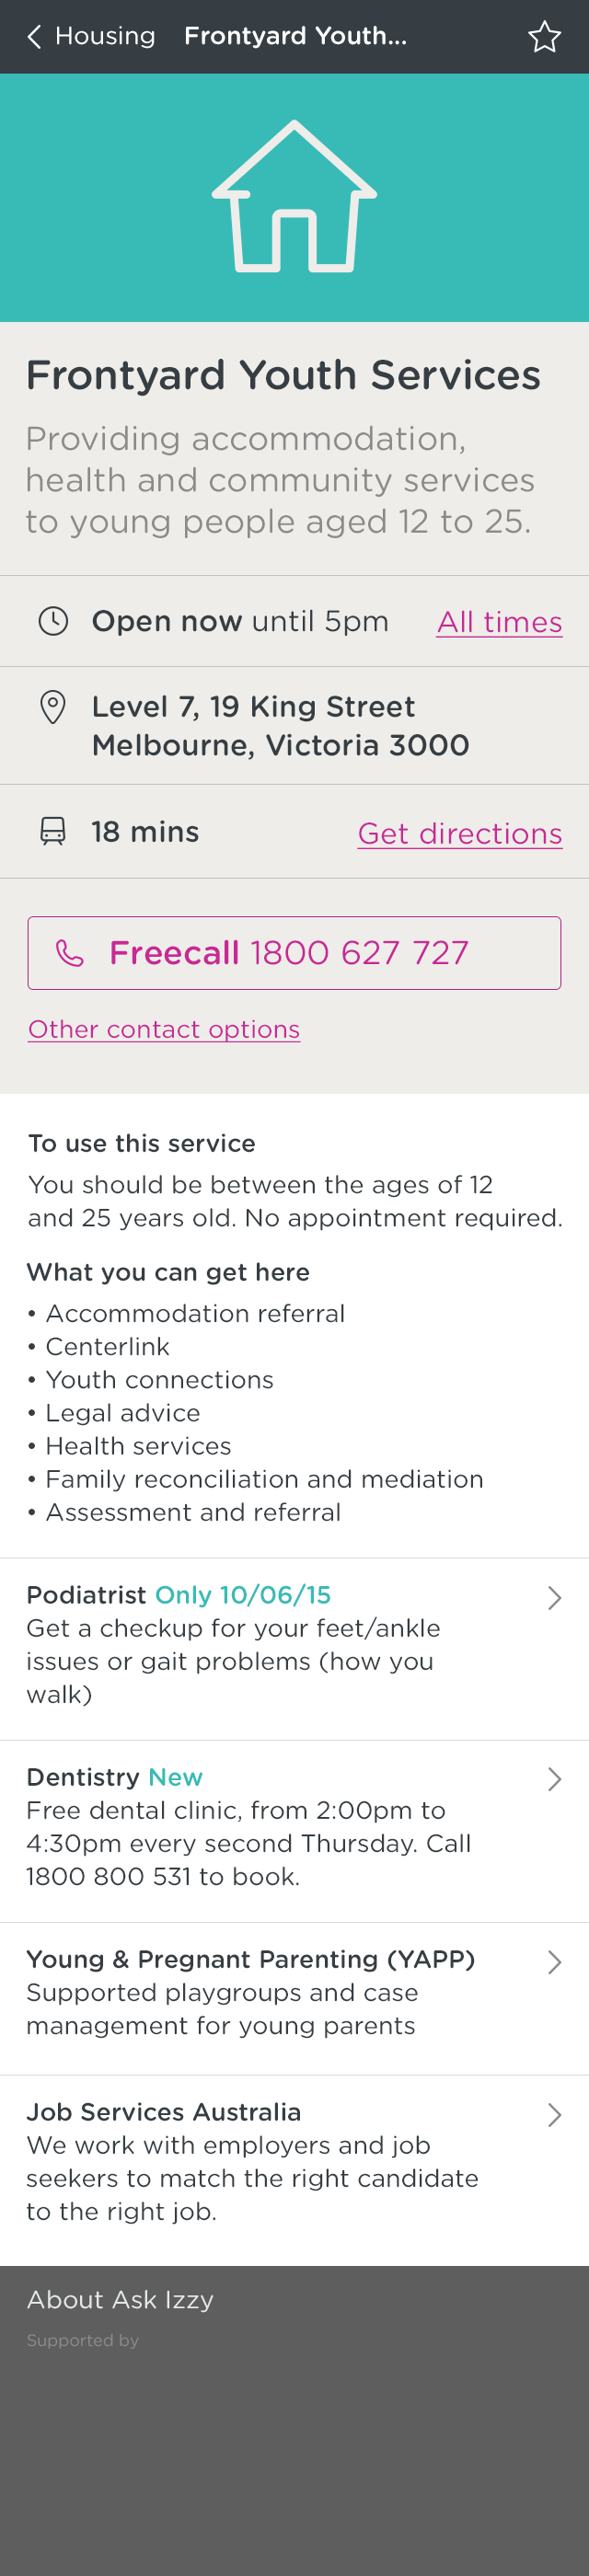 Housing Frontyard Youth...
Frontyard Youth Services
Providing accommodation,
health and community services
to young people aged 12 to 25.
Open now until 5pm All times
Level 7, 19 King Street
Melbourne, Victoria 3000
18 mins Get directions
Freecall 1800 627 727
Other contact options
To use this service
You should be between the ages of 12
and 25 years old. No appointment required.
What you can get here
• Accommodation referral
• Centerlink
• Youth connections
• Legal advice
• Health services
• Family reconciliation and mediation
• Assessment and referral
Podiatrist Only 10/06/15
Get a checkup for your feet/ankle
issues or gait problems (how you
walk)
Dentistry New
Free dental clinic, from 2:00pm to
4:30pm every second Thursday. Call
1800 800 531 to book.
Young & Pregnant Parenting (YAPP)
Supported playgroups and case
management for young parents
Job Services Australia
We work with employers and job
seekers to match the right candidate
to the right job.
About Ask Izzy
Supported by